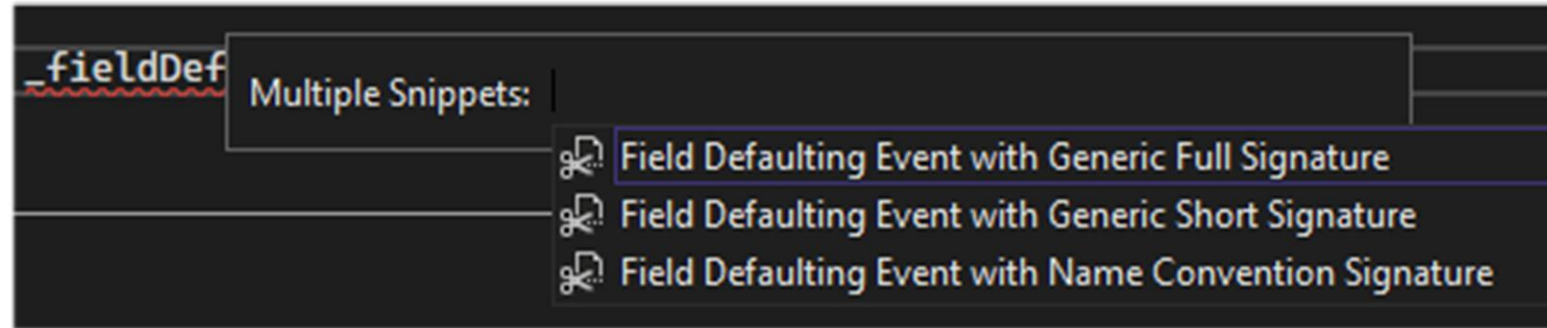 _fieldDef
Multiple Snippets:
Field Defaulting Event with Generic Full Signature
Field Defaulting Event with Generic Short Signature
Field Defaulting Event with Name Convention Signature